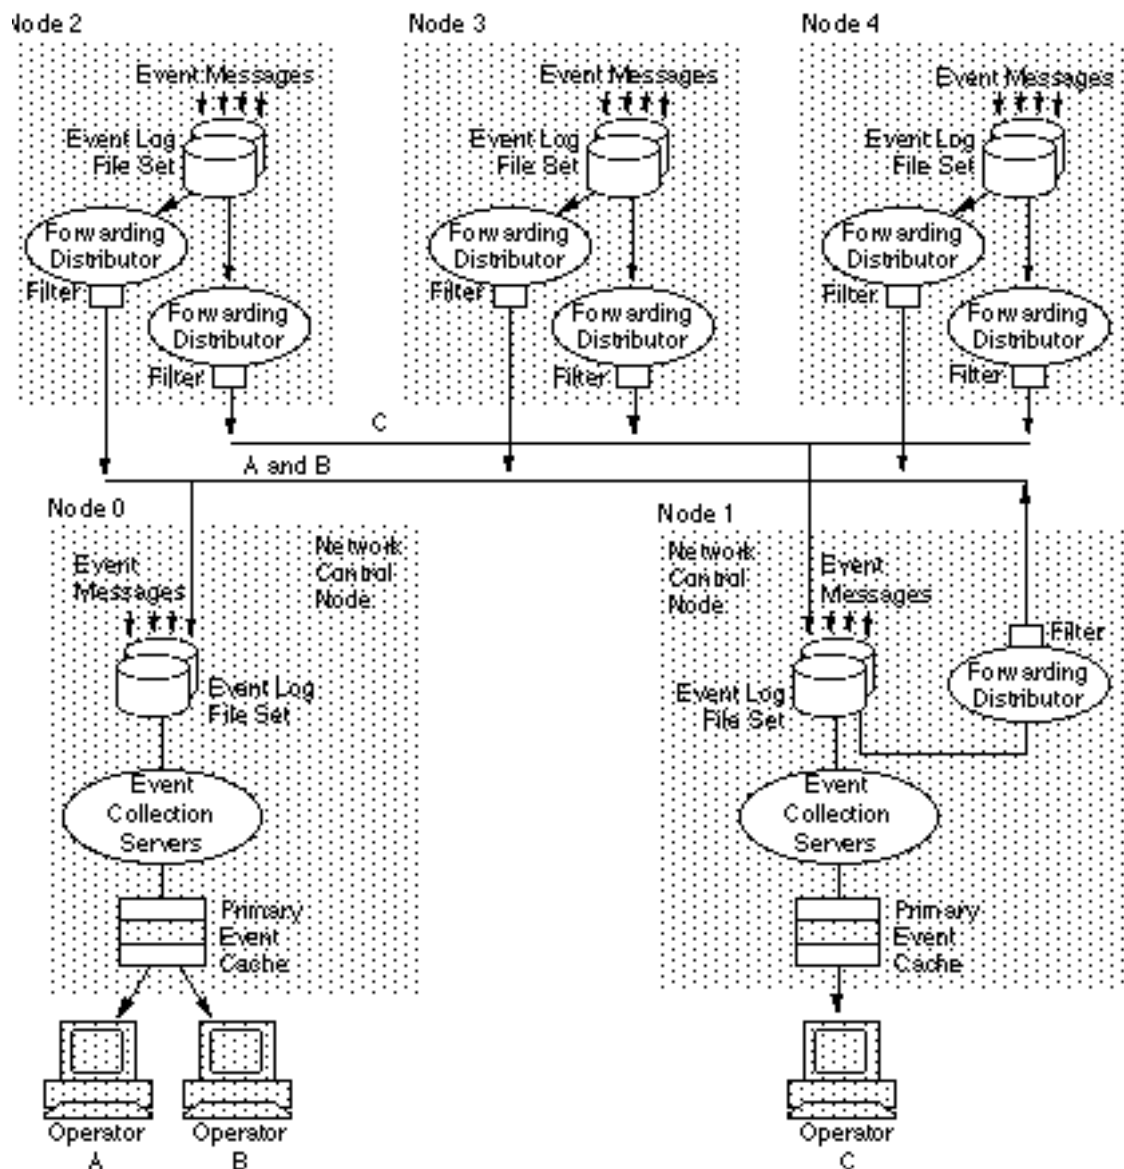 Node 2
Node 3
Node 4
Event Messages
Event Messages
Event Messages
Event Log
File Set
Event Log
File Set
Event Log
File Set
Forwarding
Distributor
Forwarding
Distributor
Forwarding
Distributor
Filter
Filter
Filter
Forwarding
Distributor
Forwarding
Distributor
Forwarding
Distributor
Filter
Filter
Filter
C
A and B
Node 0
Node 1
Event
Messages
Network
Control
Node
Network
Control
Node
Event
Messages
Filter
Forwarding
Distributor
Event Log
File Set
Event Log
File Set
Event
Collection
Servers
Event
Collection
Servers
Primary
Event
Cache
Primary
Event
Cache
Operator
A
Operator
B
Operator
C